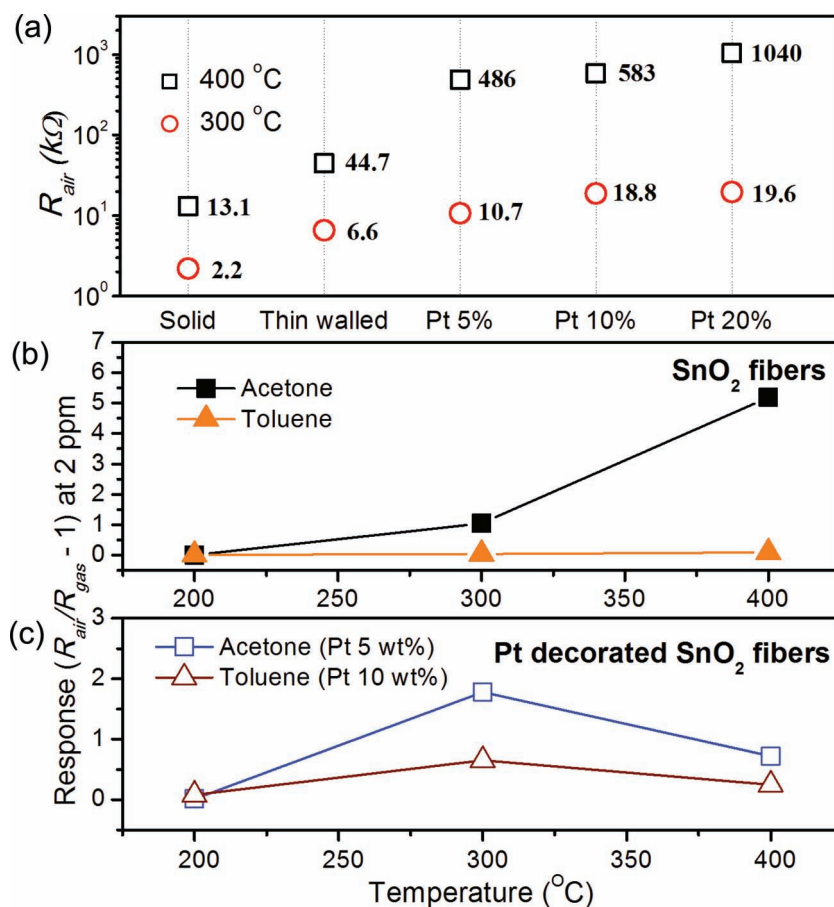 (a)
10³
10²
10¹
10⁰
R_air (kΩ)
400 °C
300 °C
13.1
44.7
486
583
1040
2.2
6.6
10.7
18.8
19.6
Solid Thin walled Pt 5% Pt 10% Pt 20%
(b)
7
6
5
4
3
2
1
0
Acetone
Toluene
SnO₂ fibers
200 250 300 350 400
Response (R_air/R_gas - 1) at 2 ppm
(c)
3
2
1
0
Acetone (Pt 5 wt%)
Toluene (Pt 10 wt%)
Pt decorated SnO₂ fibers
200 250 300 350 400
Temperature (°C)